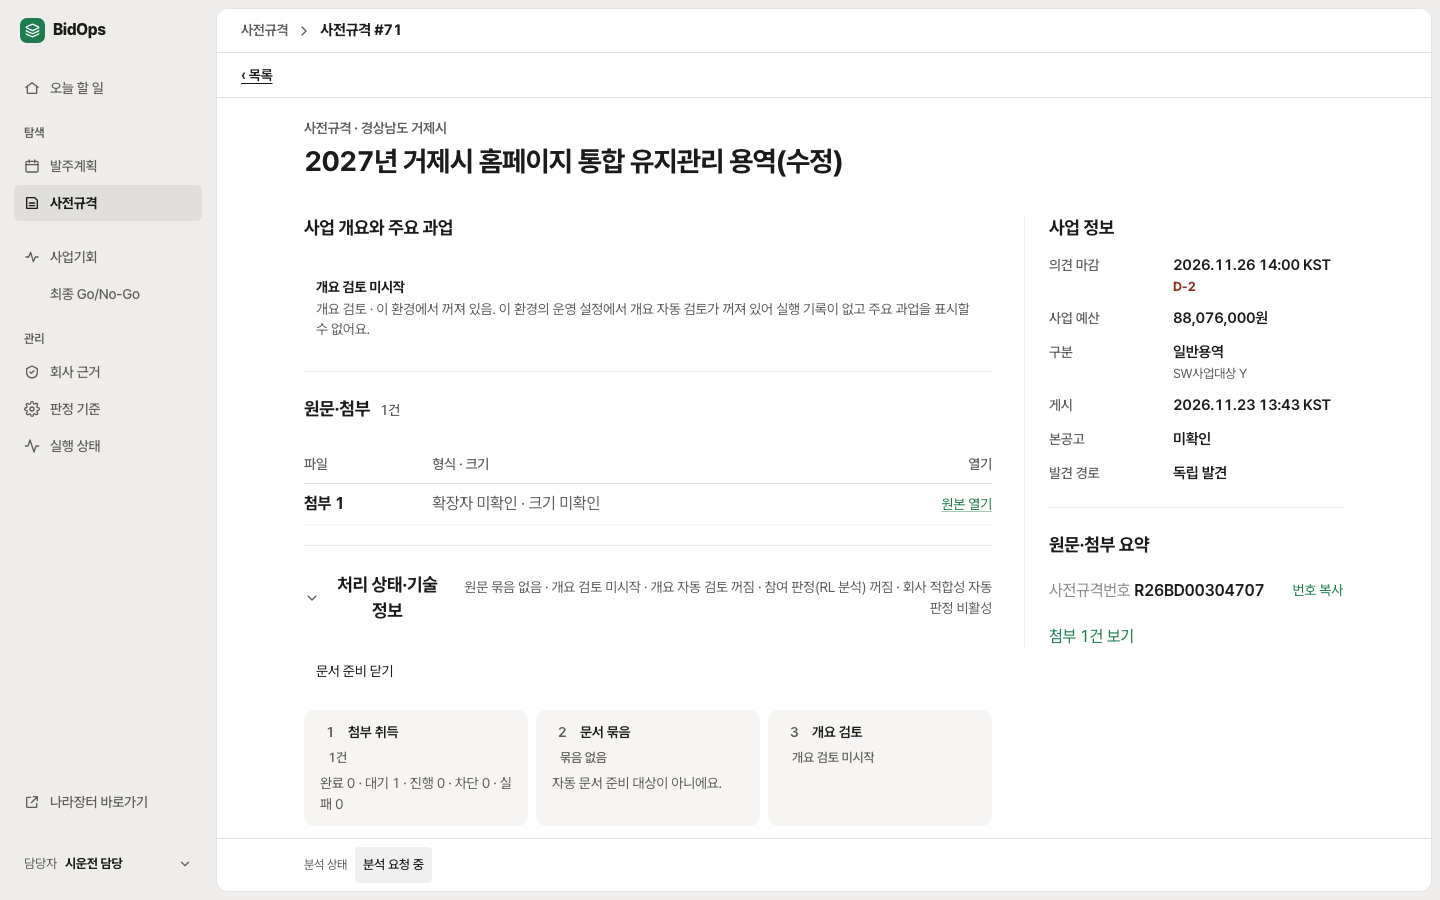 BidOps
오늘 할 일
탐색
발주계획
사전규격
사업기회
최종 Go/No-Go
관리
회사 근거
판정 기준
실행 상태
나라장터 바로가기
담당자 시운전 담당
사전규격 > 사전규격 #71
‹ 목록
사전규격 · 경상남도 거제시
2027년 거제시 홈페이지 통합 유지관리 용역(수정)
사업 개요와 주요 과업
개요 검토 미시작
개요 검토 · 이 환경에서 꺼져 있음. 이 환경의 운영 설정에서 개요 자동 검토가 꺼져 있어 실행 기록이 없고 주요 과업을 표시할
수 없어요.
원문·첨부 1건
파일 형식 · 크기 열기
첨부 1 확장자 미확인 · 크기 미확인 원본 열기
처리 상태·기술
정보
원문 묶음 없음 · 개요 검토 미시작 · 개요 자동 검토 꺼짐 · 참여 판정(RL 분석) 꺼짐 · 회사 적합성 자동
판정 비활성
문서 준비 닫기
1 첨부 취득
1건
완료 0 · 대기 1 · 진행 0 · 차단 0 · 실
패 0
2 문서 묶음
묶음 없음
자동 문서 준비 대상이 아니에요.
3 개요 검토
개요 검토 미시작
사업 정보
의견 마감 2026.11.26 14:00 KST
D-2
사업 예산 88,076,000원
구분 일반용역
SW사업대상 Y
게시 2026.11.23 13:43 KST
본공고 미확인
발견 경로 독립 발견
원문·첨부 요약
사전규격번호 R26BD00304707 번호 복사
첨부 1건 보기
분석 상태 분석 요청 중